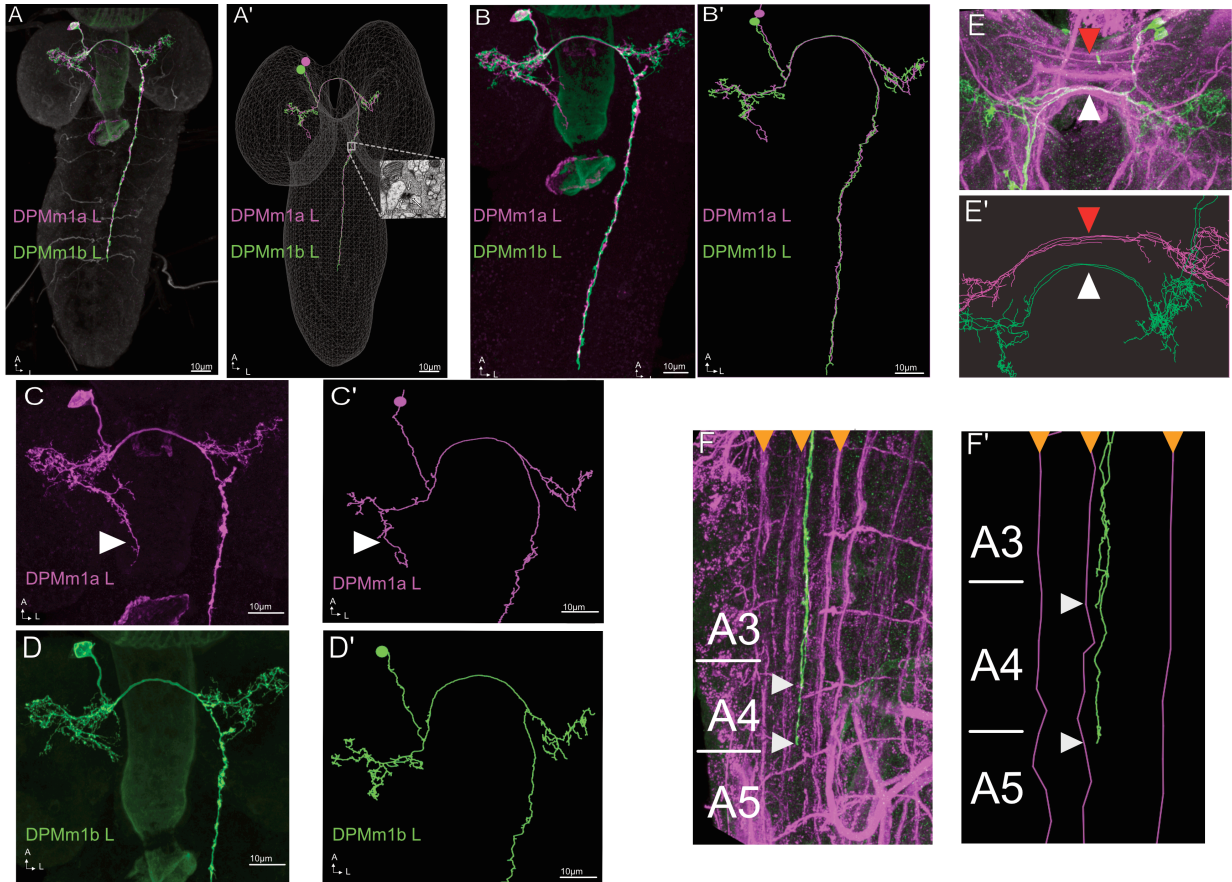 A
DPMm1a L
DPMm1b L
A
L
10μm
A'
DPMm1a L
DPMm1b L
A
L
10μm
B
DPMm1a L
DPMm1b L
A
L
A
L
10μm
B'
DPMm1a L
DPMm1b L
10μm
E
E'
C
DPMm1a L
A
L
10μm
C'
DPMm1a L
A
L
10μm
D
DPMm1b L
A
L
10μm
D'
DPMm1b L
A
L
10μm
F
A3
A4
A5
F'
A3
A4
A5